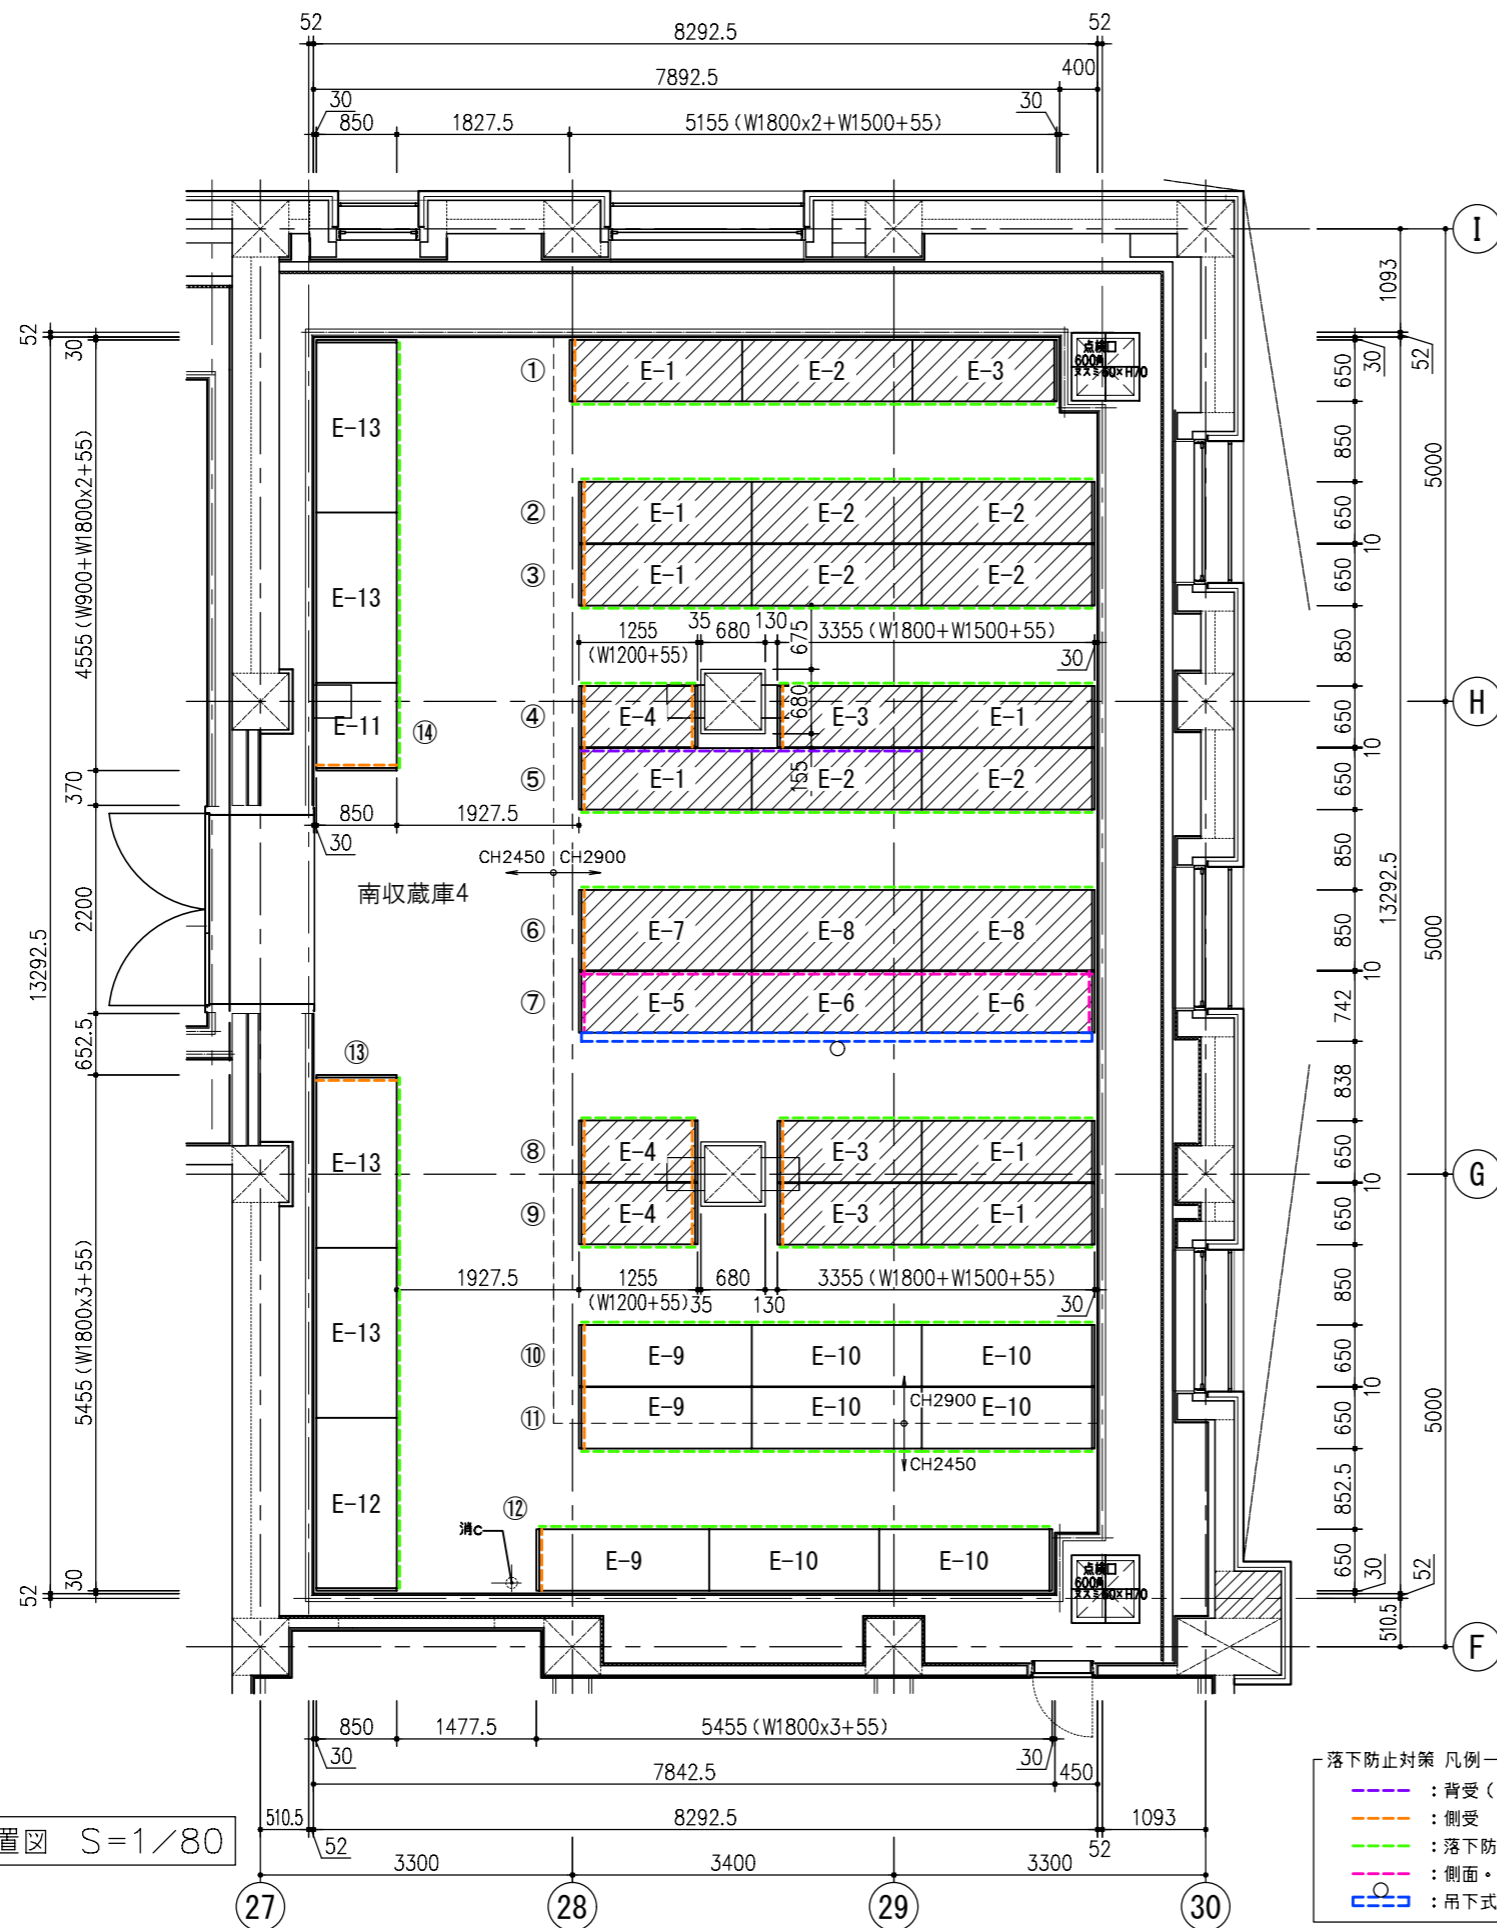 52
8292.5
52
7892.5
400
30
850
1827.5
5155 (W1800x2+W1500+55)
30
I
1093
52
30
点検口
600角
①
E-1
E-2
E-3
650
30
52
E-13
850
5000
4555 (W900+W1800x2+55)
②
E-1
E-2
E-2
650
10
③
E-1
E-2
E-2
650
E-13
1255
(W1200+55)
35
680
130
675
3355 (W1800+W1500+55)
30
850
H
④
E-4
680
E-3
E-1
650
10
E-11
⑭
⑤
E-1
E-2
E-2
155
650
370
850
1927.5
30
850
CH2450
CH2900
南収蔵庫4
13292.5
2200
⑥
E-7
E-8
E-8
850
10
13292.5
5000
⑦
E-5
E-6
E-6
742
652.5
⑬
838
E-13
⑧
E-4
E-3
E-1
650
10
G
⑨
E-4
E-3
E-1
650
5455 (W1800x3+55)
1927.5
1255
(W1200+55)
35
680
130
3355 (W1800+W1500+55)
30
850
E-13
⑩
E-9
E-10
E-10
650
10
5000
⑪
E-9
E-10
E-10
650
CH2900
CH2450
852.5
E-12
⑫
消C
E-9
E-10
E-10
650
30
52
点検口
600角
30
52
510.5
F
850
1477.5
5455 (W1800x3+55)
30
30
7842.5
450
510.5
8292.5
1093
52
52
3300
3400
3300
27
28
29
30
置図 S=1/80
落下防止対策 凡例
：背受（
：側受
：落下防
：側面・
：吊下式